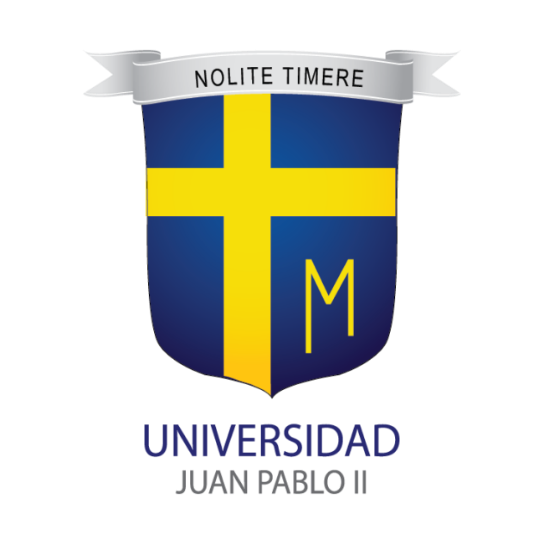 NOLITE TIMERE
M
UNIVERSIDAD
JUAN PABLO II